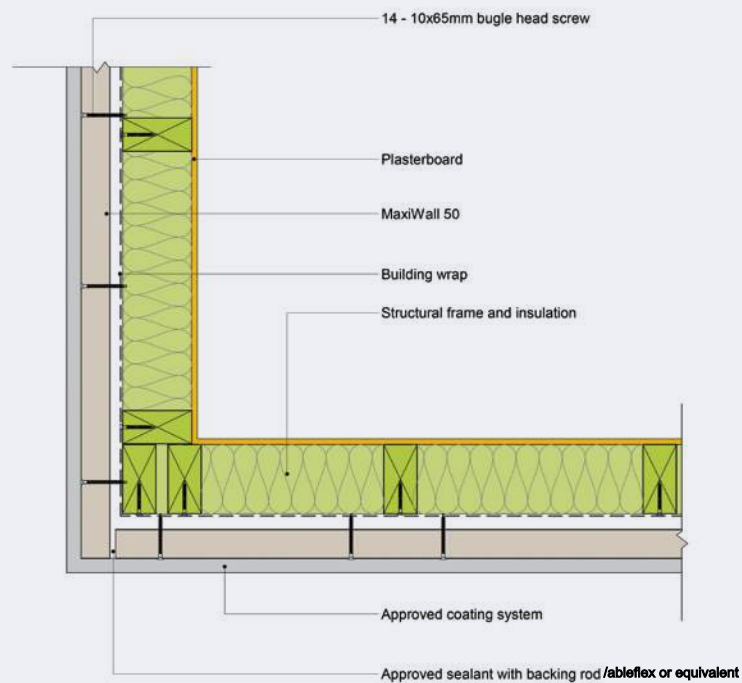 14 - 10x65mm bugle head screw
Plasterboard
MaxiWall 50
Building wrap
Structural frame and insulation
Approved coating system
Approved sealant with backing rod /ableflex or equivalent